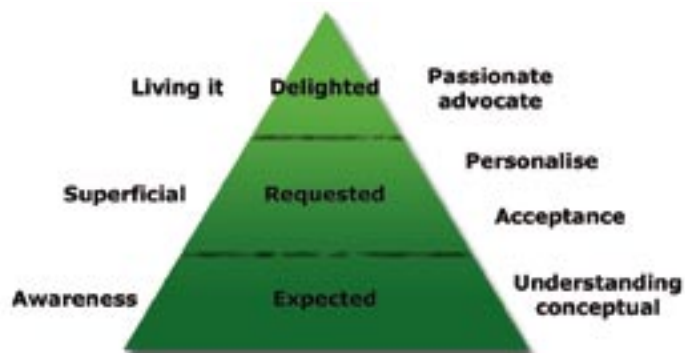 Living it Delighted Passionate
advocate
Personalise
Superficial Requested
Acceptance
Awareness Expected Understanding
conceptual